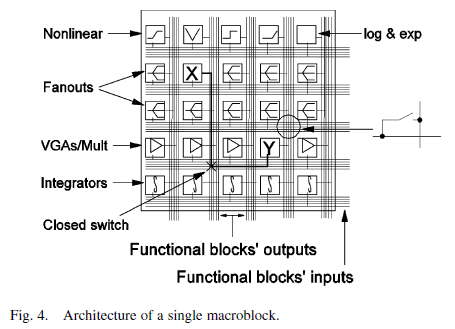 Nonlinear
log & exp
Fanouts
X
VGAs/Mult
Y
Integrators
Closed switch
Functional blocks' outputs
Functional blocks' inputs
Fig. 4. Architecture of a single macroblock.